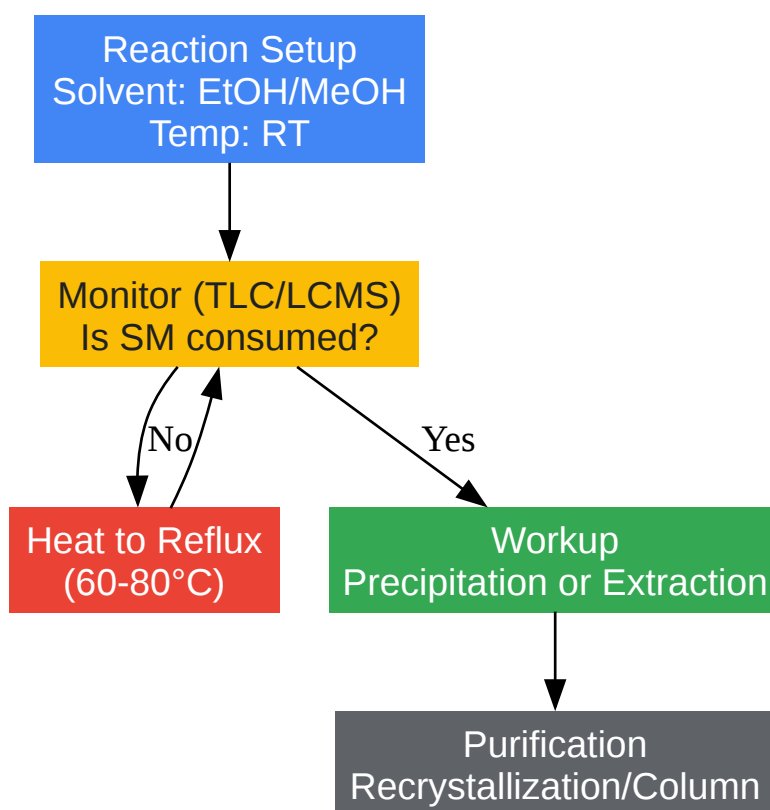 Reaction Setup
Solvent: EtOH/MeOH
Temp: RT
Monitor (TLC/LCMS)
Is SM consumed?
No
Yes
Heat to Reflux
(60-80°C)
Workup
Precipitation or Extraction
Purification
Recrystallization/Column